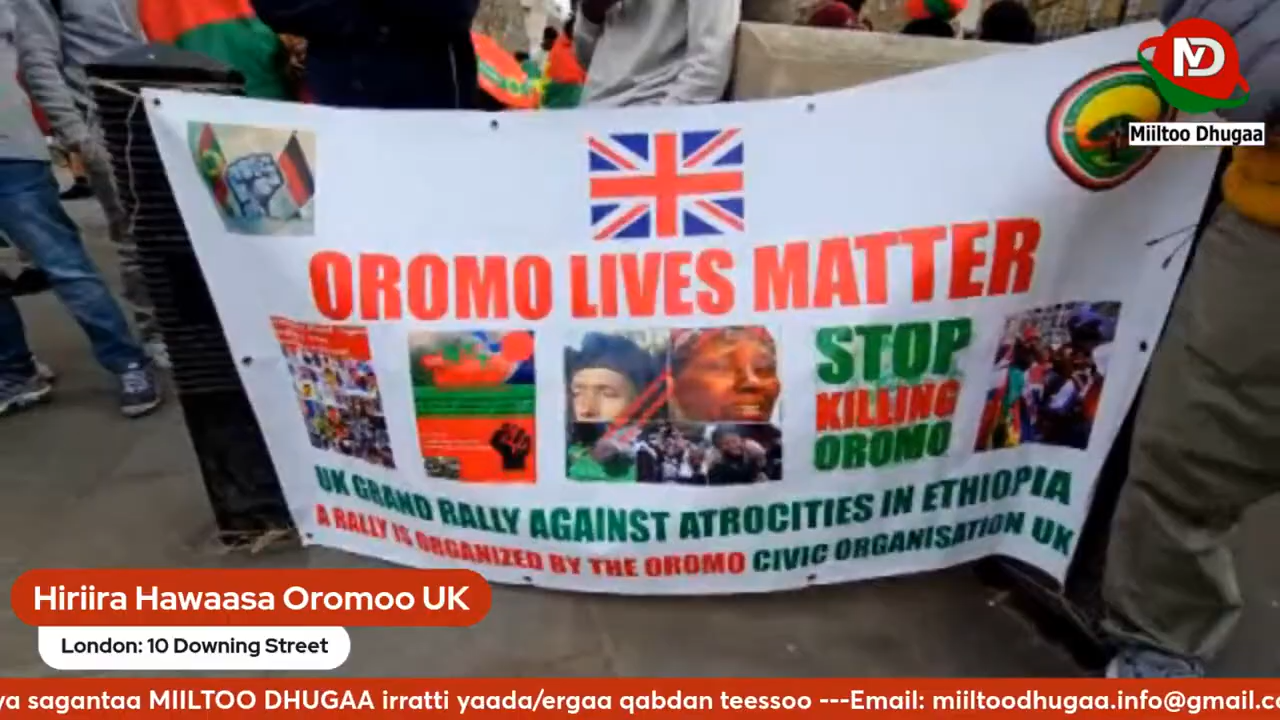 MD
Miiltoo Dhugaa
OROMO LIVES MATTER
STOP
KILLING
OROMO
UK GRAND RALLY AGAINST ATROCITIES IN ETHIOPIA
A RALLY IS ORGANIZED BY THE OROMO CIVIC ORGANISATION UK
Hiriira Hawaasa Oromoo UK
London: 10 Downing Street
ya sagantaa MIILTOO DHUGAA irratti yaada/ergaa qabdan teessoo ---Email: miiltoodhugaa.info@gmail.c